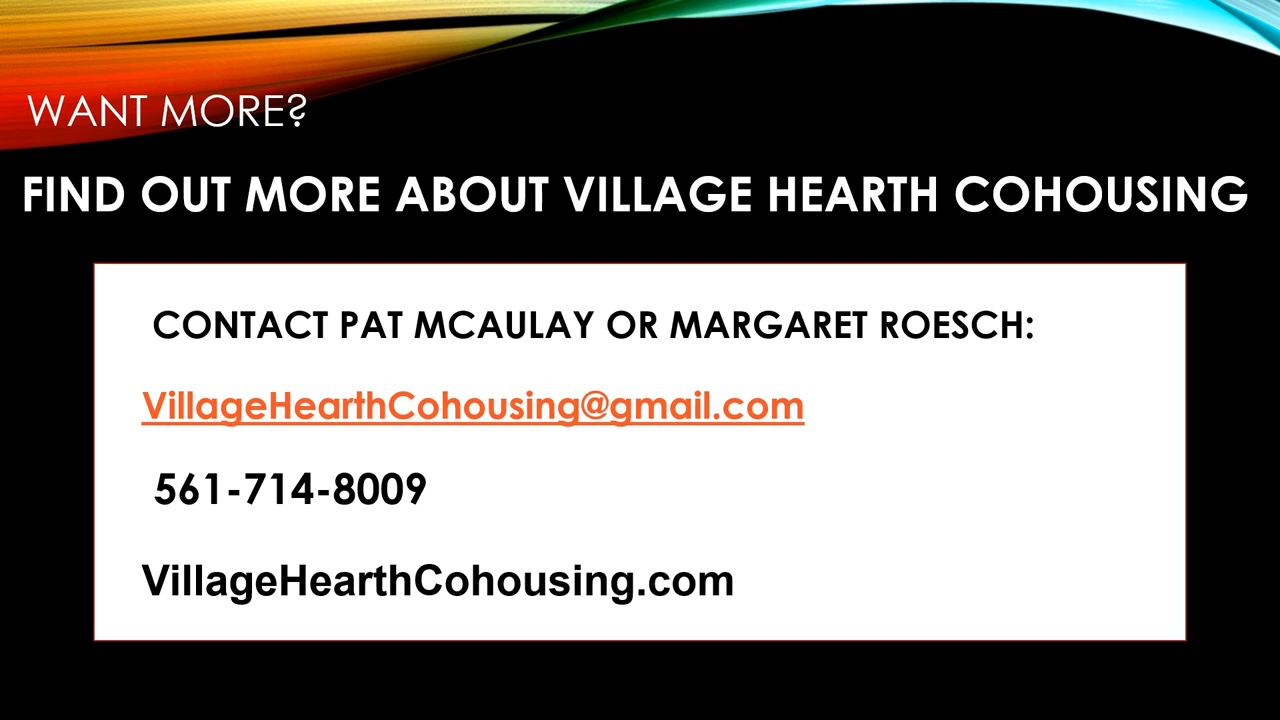 WANT MORE?
FIND OUT MORE ABOUT VILLAGE HEARTH COHOUSING
CONTACT PAT MCAULAY OR MARGARET ROESCH:
VillageHearthCohousing@gmail.com
561-714-8009
VillageHearthCohousing.com